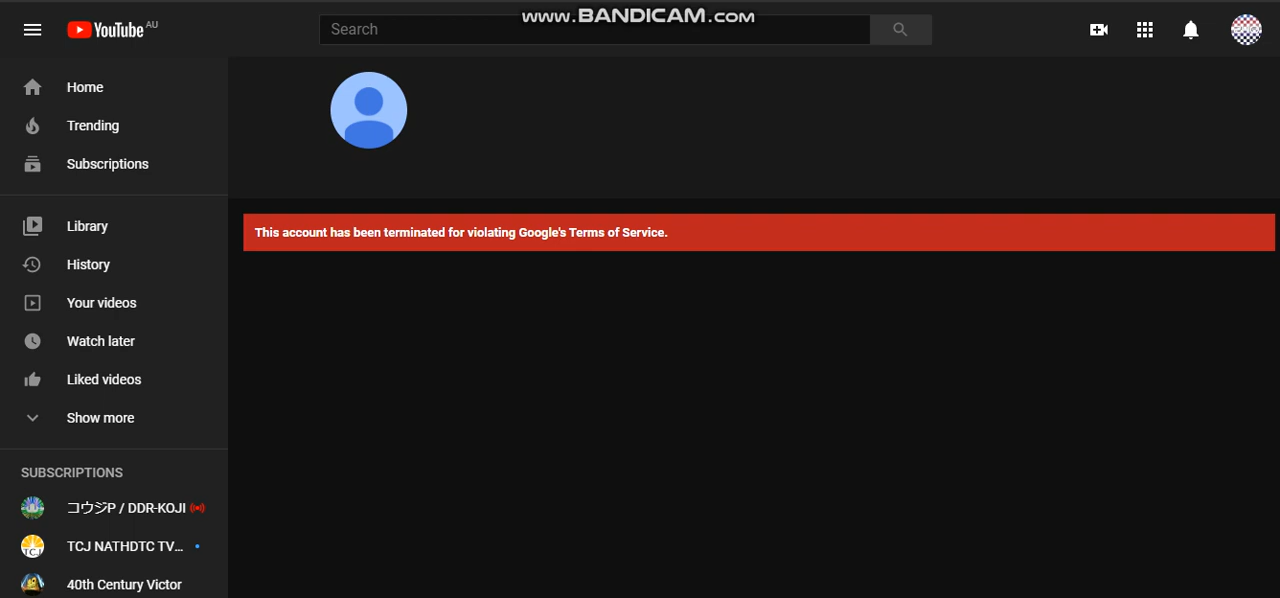 www.BANDICAM.com
YouTube AU
Search
Home
Trending
Subscriptions
This account has been terminated for violating Google's Terms of Service.
Library
History
Your videos
Watch later
Liked videos
Show more
SUBSCRIPTIONS
コウジP / DDR-KOJI
TCJ
TCJ NATHDTC TV...
40th Century Victor